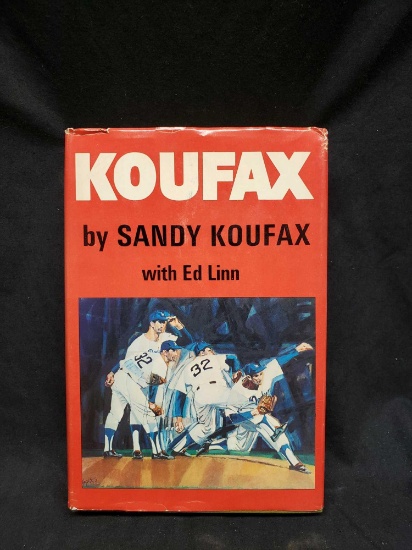 KOUFAX
by SANDY KOUFAX
with Ed Linn
32
32